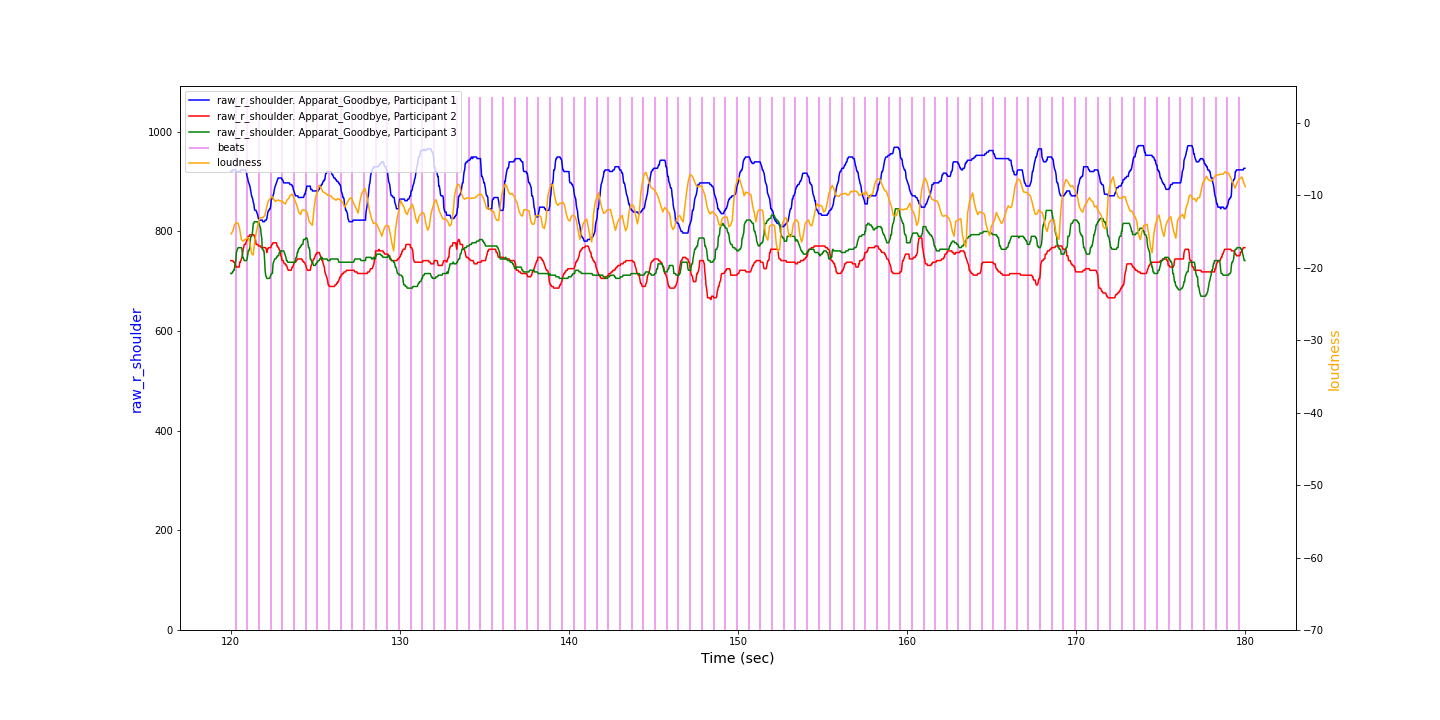 raw_r_shoulder. Apparat_Goodbye, Participant 1
raw_r_shoulder. Apparat_Goodbye, Participant 2
raw_r_shoulder. Apparat_Goodbye, Participant 3
beats
loudness
1000
800
600
400
200
0
raw_r_shoulder
0
−10
−20
−30
−40
−50
−60
−70
loudness
120
130
140
150
160
170
180
Time (sec)